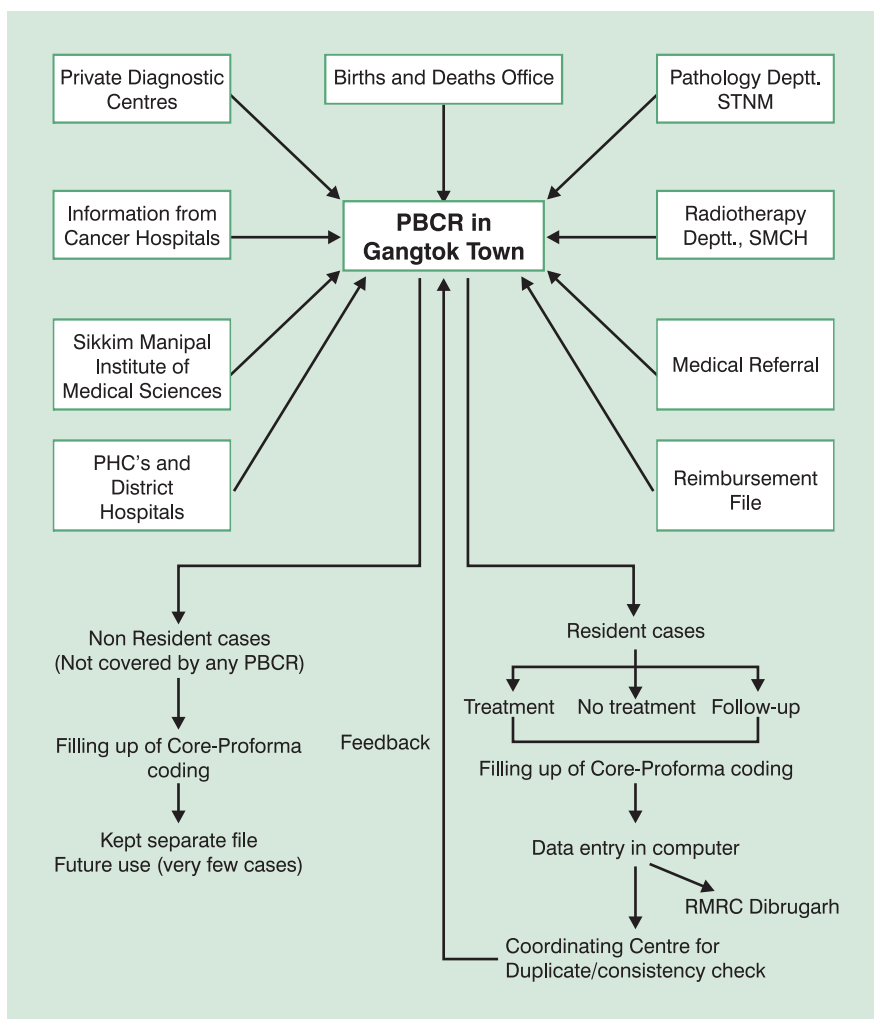 Private Diagnostic
Centres
Births and Deaths Office
Pathology Deptt.
STNM
Information from
Cancer Hospitals
PBCR in
Gangtok Town
Radiotherapy
Deptt., SMCH
Sikkim Manipal
Institute of
Medical Sciences
Medical Referral
PHC's and
District
Hospitals
Reimbursement
File
Non Resident cases
(Not covered by any PBCR)
Filling up of Core-Proforma
coding
Kept separate file
Future use (very few cases)
Feedback
Resident cases
Treatment
No treatment
Follow-up
Filling up of Core-Proforma coding
Data entry in computer
RMRC Dibrugarh
Coordinating Centre for
Duplicate/consistency check